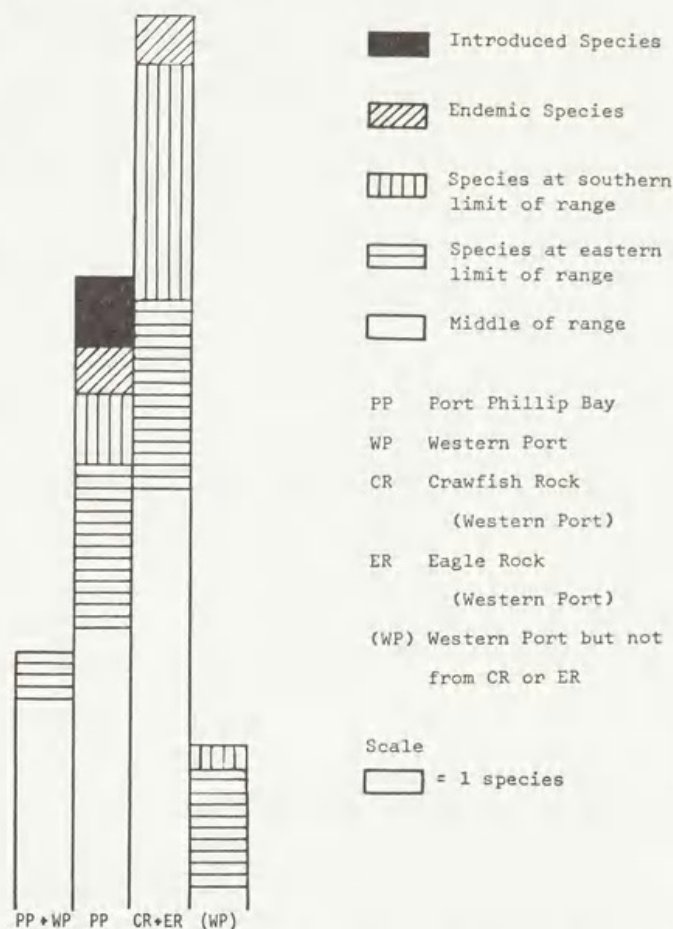 Introduced Species
Endemic Species
Species at southern
limit of range
Species at eastern
limit of range
Middle of range
PP Port Phillip Bay
WP Western Port
CR Crawfish Rock
(Western Port)
ER Eagle Rock
(Western Port)
(WP) Western Port but not
from CR or ER
Scale
= 1 species
PP + WP PP CR+ER (WP)